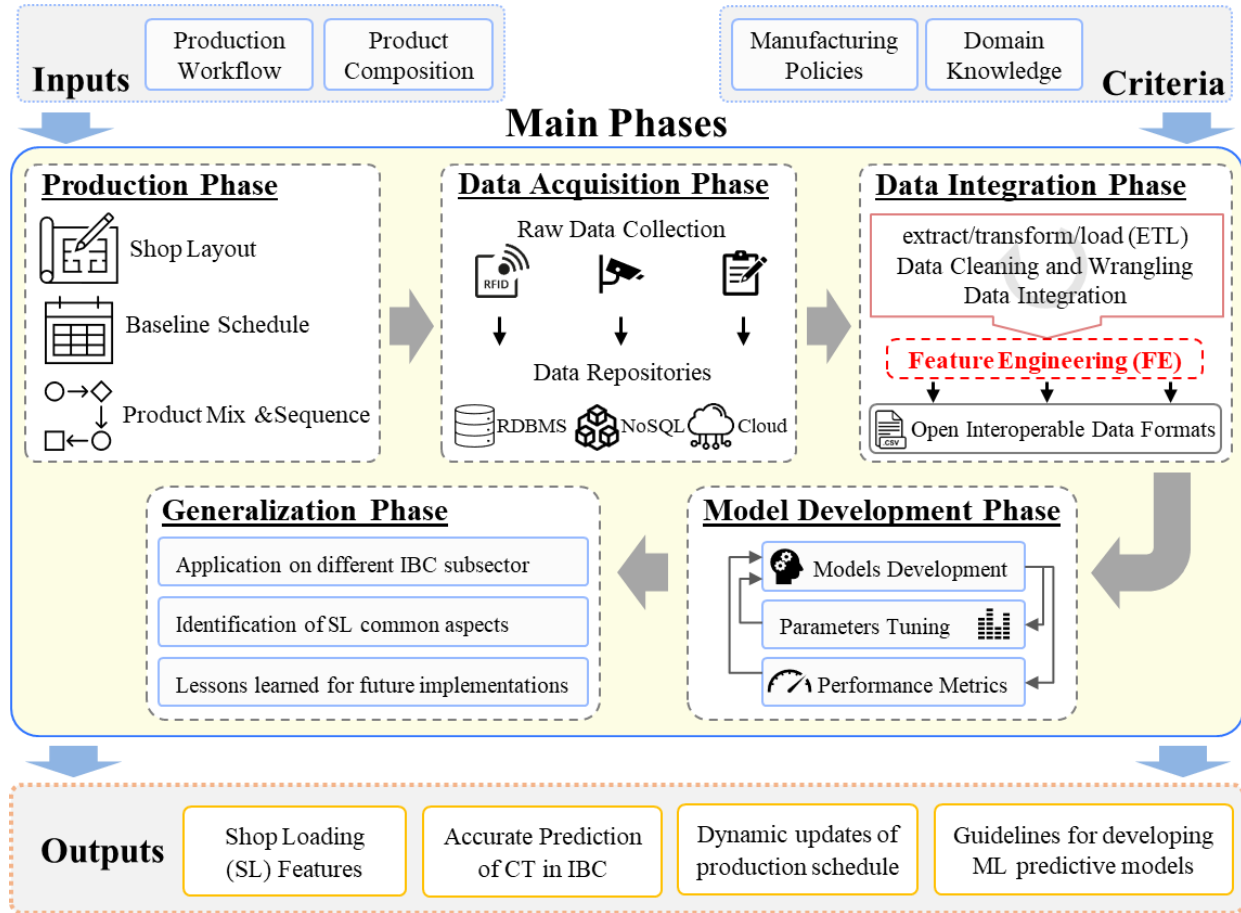 Production
Workflow
Product
Composition
Inputs
Manufacturing
Policies
Domain
Knowledge
Criteria
Main Phases
Production Phase
Shop Layout
Baseline Schedule
Product Mix &Sequence
Data Acquisition Phase
Raw Data Collection
RFID
Data Repositories
RDBMS
NoSQL
Cloud
Data Integration Phase
extract/transform/load (ETL)
Data Cleaning and Wrangling
Data Integration
Feature Engineering (FE)
.CSV
Open Interoperable Data Formats
Generalization Phase
Application on different IBC subsector
Identification of SL common aspects
Lessons learned for future implementations
Model Development Phase
Models Development
Parameters Tuning
Performance Metrics
Outputs
Shop Loading
(SL) Features
Accurate Prediction
of CT in IBC
Dynamic updates of
production schedule
Guidelines for developing
ML predictive models